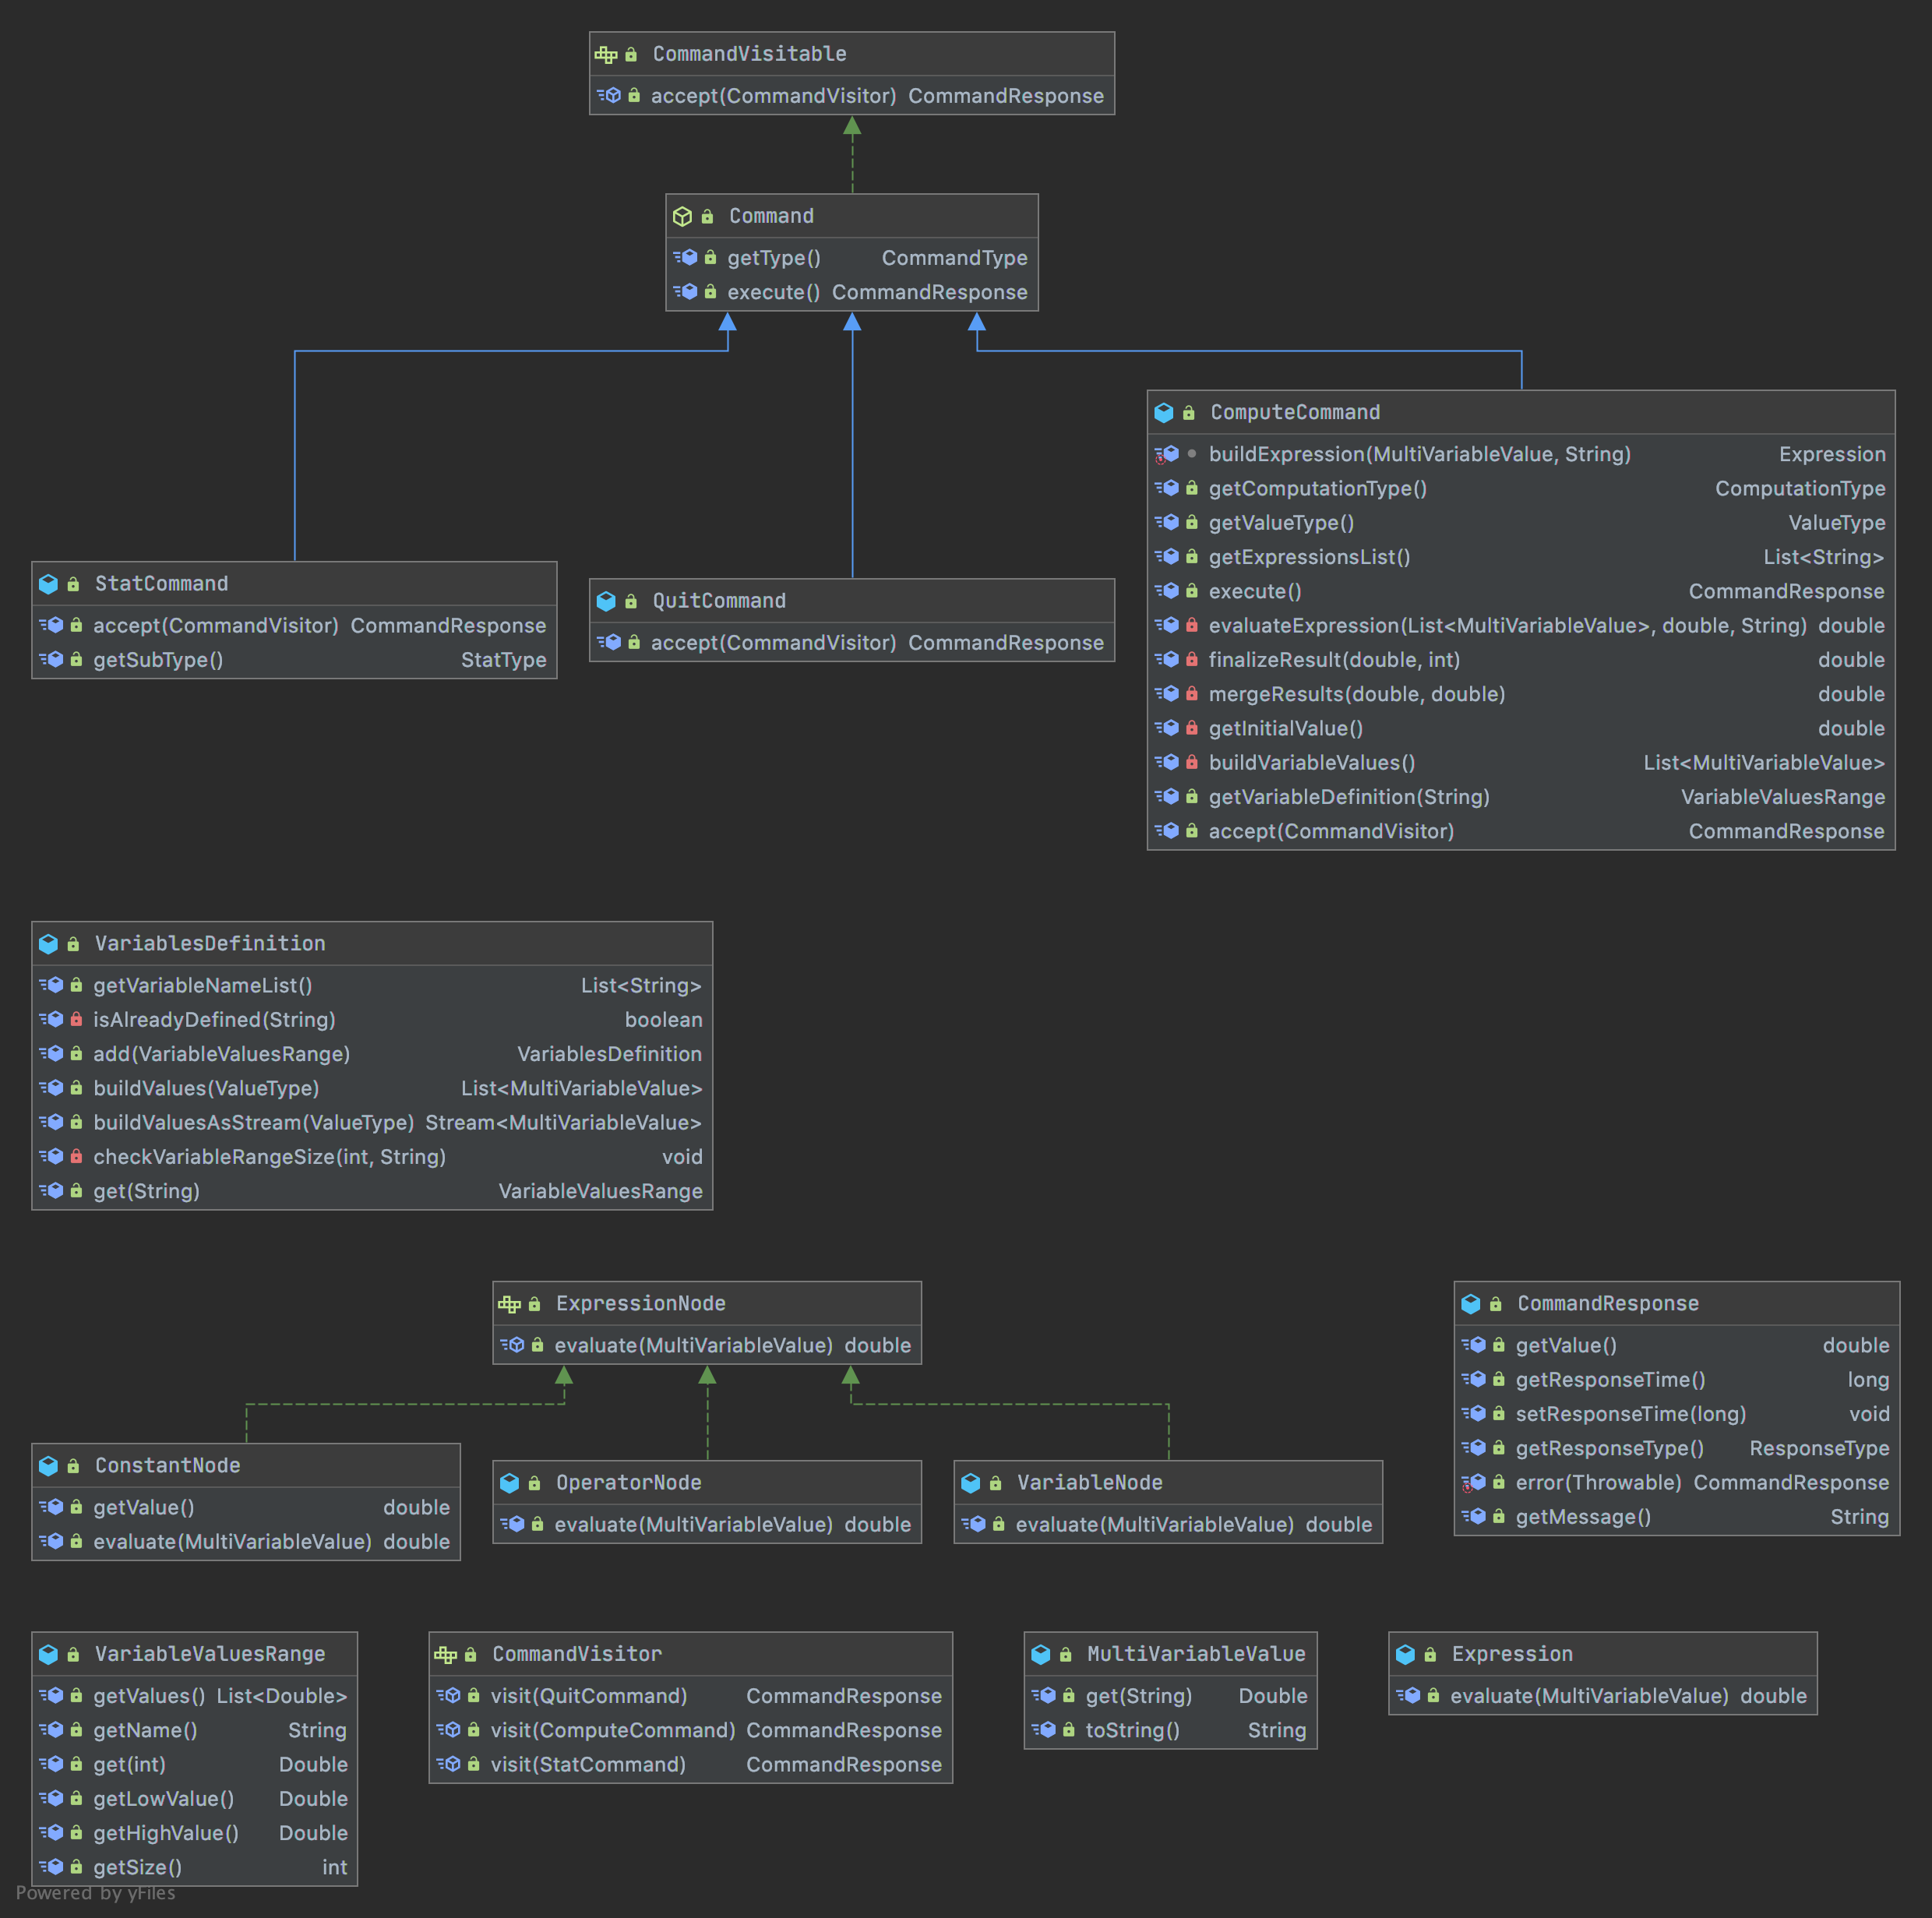 CommandVisitable
accept(CommandVisitor) CommandResponse
Command
getType() CommandType
execute() CommandResponse
ComputeCommand
buildExpression(MultiVariableValue, String) Expression
getComputationType() ComputationType
getValueType() ValueType
getExpressionsList() List<String>
execute() CommandResponse
evaluateExpression(List<MultiVariableValue>, double, String) double
finalizeResult(double, int) double
mergeResults(double, double) double
getInitialValue() double
buildVariableValues() List<MultiVariableValue>
getVariableDefinition(String) VariableValuesRange
accept(CommandVisitor) CommandResponse
StatCommand
accept(CommandVisitor) CommandResponse
getSubType() StatType
QuitCommand
accept(CommandVisitor) CommandResponse
VariablesDefinition
getVariableNameList() List<String>
isAlreadyDefined(String) boolean
add(VariableValuesRange) VariablesDefinition
buildValues(ValueType) List<MultiVariableValue>
buildValuesAsStream(ValueType) Stream<MultiVariableValue>
checkVariableRangeSize(int, String) void
get(String) VariableValuesRange
ExpressionNode
evaluate(MultiVariableValue) double
CommandResponse
getValue() double
getResponseTime() long
setResponseTime(long) void
getResponseType() ResponseType
error(Throwable) CommandResponse
getMessage() String
ConstantNode
getValue() double
evaluate(MultiVariableValue) double
OperatorNode
evaluate(MultiVariableValue) double
VariableNode
evaluate(MultiVariableValue) double
VariableValuesRange
getValues() List<Double>
getName() String
get(int) Double
getLowValue() Double
getHighValue() Double
getSize() int
CommandVisitor
visit(QuitCommand) CommandResponse
visit(ComputeCommand) CommandResponse
visit(StatCommand) CommandResponse
MultiVariableValue
get(String) Double
toString() String
Expression
evaluate(MultiVariableValue) double
Powered by yFiles